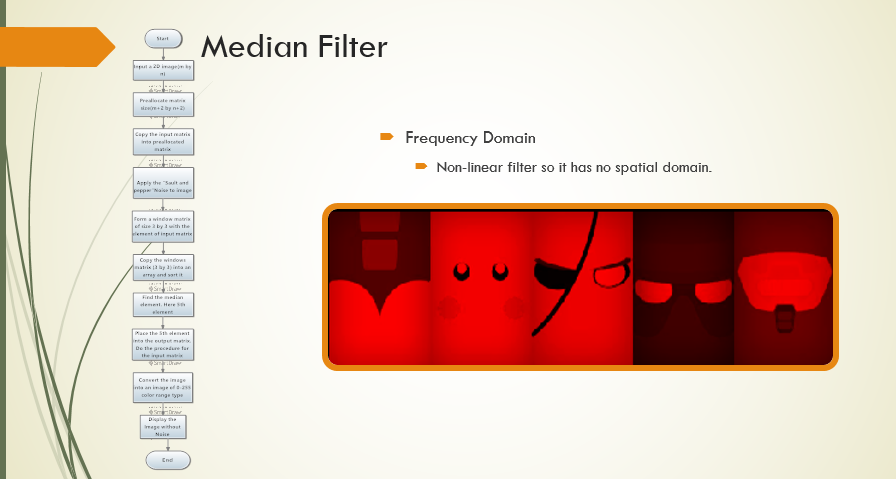 Median Filter
Start
Input a 2D image(m by
n)
Preallocate matrix
size(m+2 by n+2)
Copy the input matrix
into preallocated
matrix
Apply the "Sault and
pepper"Noise to image
Form a window matrix
of size 3 by 3 with the
element of input matrix
Copy the windows
matrix (3 by 3) into an
array and sort it
Find the median
element. Here 5th
element
Place the 5th element
into the output matrix.
Do the procedure for
the input matrix
Convert the image
into an image of 0-255
color range type
Display the
image without
Noise
End
Frequency Domain
Non-linear filter so it has no spatial domain.